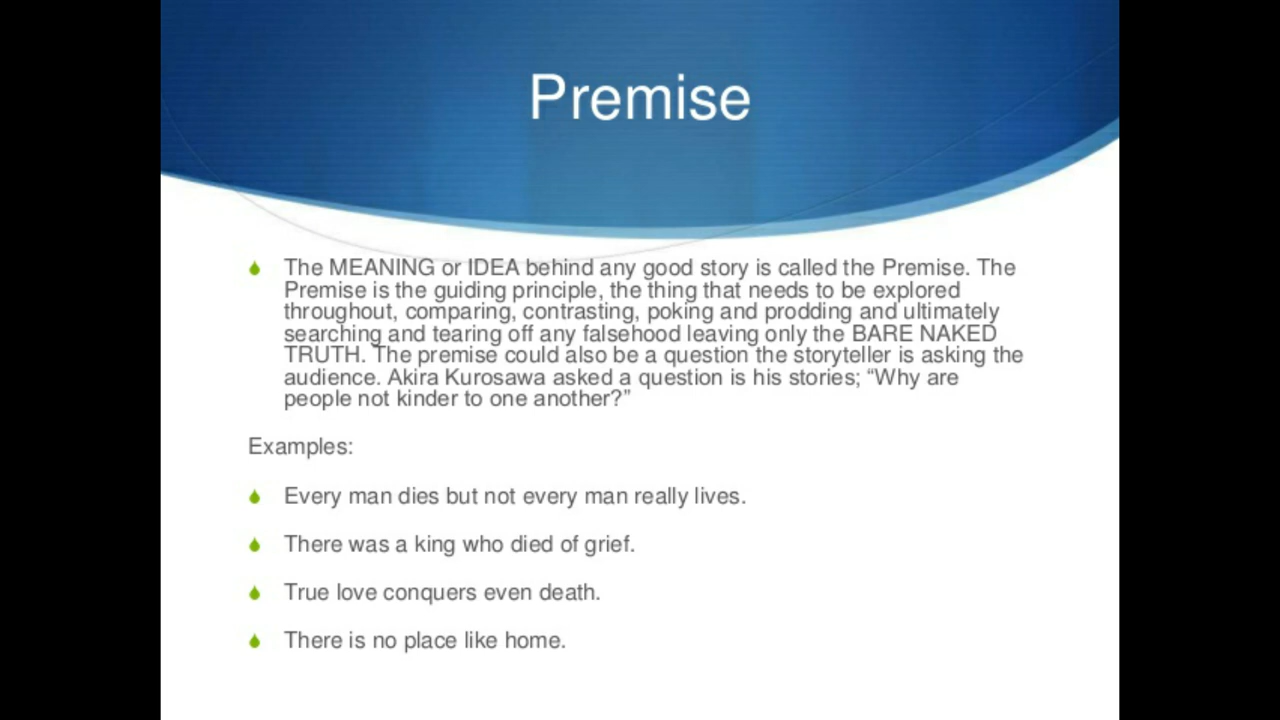 Premise
The MEANING or IDEA behind any good story is called the Premise. The
Premise is the guiding principle, the thing that needs to be explored
throughout, comparing, contrasting, poking and prodding and ultimately
searching and tearing off any falsehood leaving only the BARE NAKED
TRUTH. The premise could also be a question the storyteller is asking the
audience. Akira Kurosawa asked a question is his stories; “Why are
people not kinder to one another?”
Examples:
Every man dies but not every man really lives.
There was a king who died of grief.
True love conquers even death.
There is no place like home.